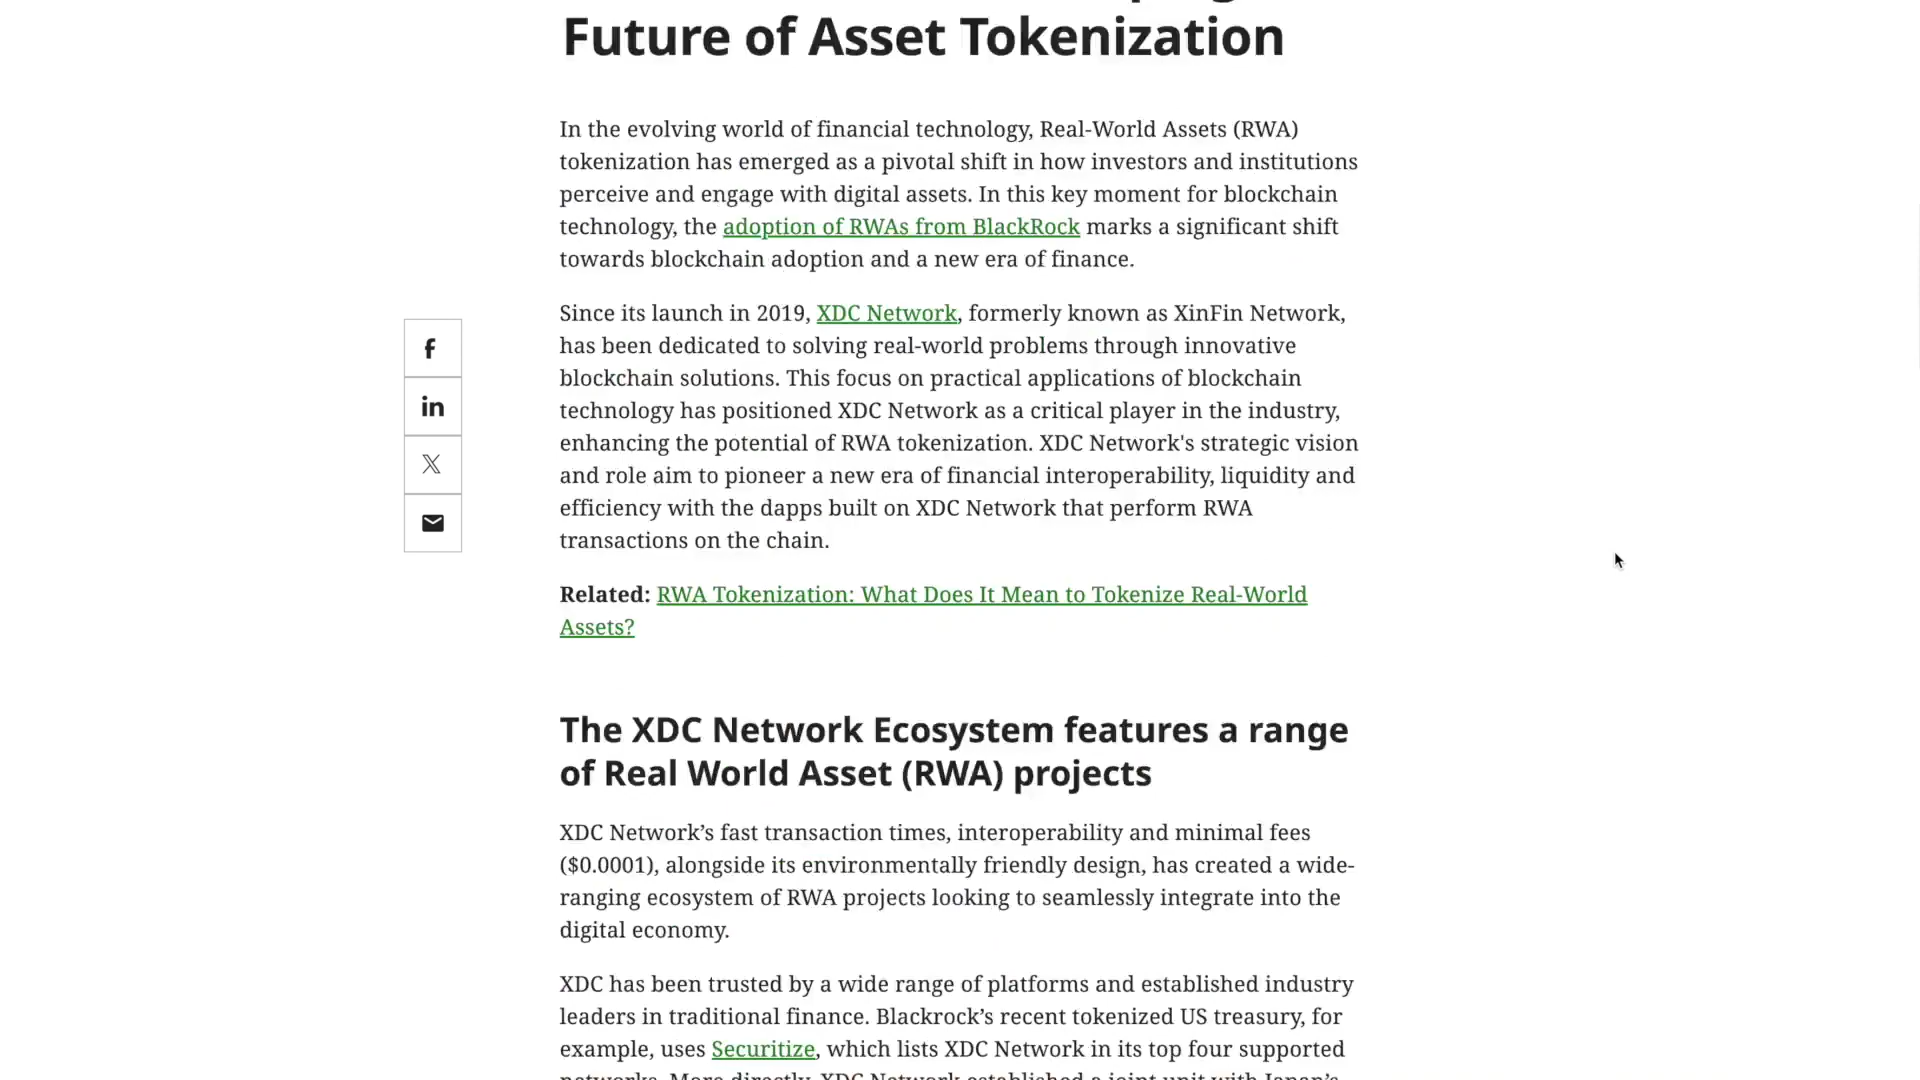 Future of Asset Tokenization
In the evolving world of financial technology, Real-World Assets (RWA)
tokenization has emerged as a pivotal shift in how investors and institutions
perceive and engage with digital assets. In this key moment for blockchain
technology, the adoption of RWAs from BlackRock marks a significant shift
towards blockchain adoption and a new era of finance.
Since its launch in 2019, XDC Network, formerly known as XinFin Network,
has been dedicated to solving real-world problems through innovative
blockchain solutions. This focus on practical applications of blockchain
technology has positioned XDC Network as a critical player in the industry,
enhancing the potential of RWA tokenization. XDC Network's strategic vision
and role aim to pioneer a new era of financial interoperability, liquidity and
efficiency with the dapps built on XDC Network that perform RWA
transactions on the chain.
Related: RWA Tokenization: What Does It Mean to Tokenize Real-World
Assets?
The XDC Network Ecosystem features a range
of Real World Asset (RWA) projects
XDC Network’s fast transaction times, interoperability and minimal fees
($0.0001), alongside its environmentally friendly design, has created a wide-
ranging ecosystem of RWA projects looking to seamlessly integrate into the
digital economy.
XDC has been trusted by a wide range of platforms and established industry
leaders in traditional finance. Blackrock’s recent tokenized US treasury, for
example, uses Securitize, which lists XDC Network in its top four supported
networks. More directly, XDC Network established a joint unit with Japan’s